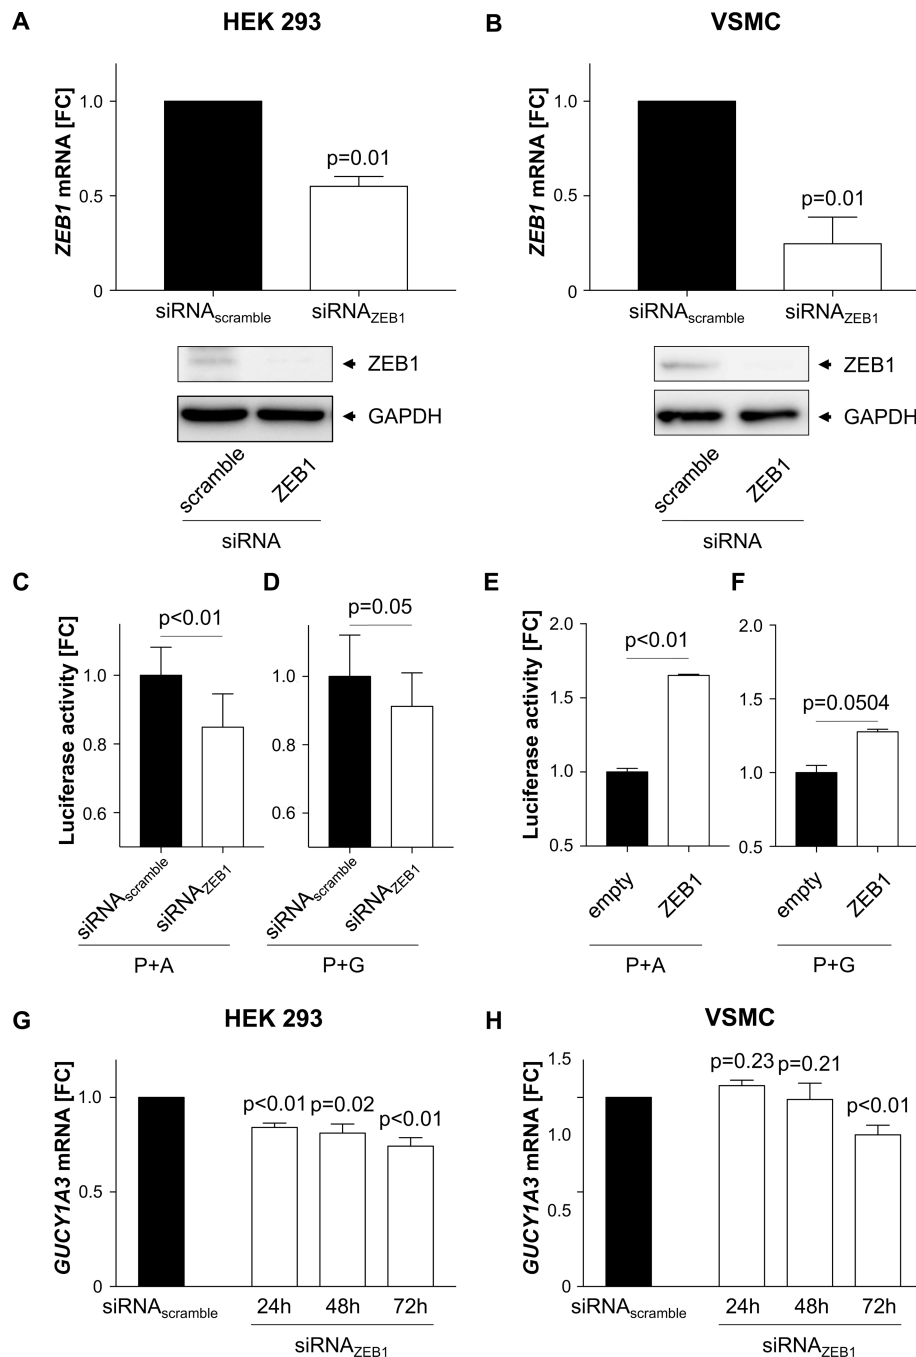 A
HEK 293
ZEB1 mRNA [FC]
1.0
0.5
0
p=0.01
siRNAscramble
siRNAZEB1
ZEB1
GAPDH
scramble
ZEB1
siRNA
B
VSMC
ZEB1 mRNA [FC]
1.0
0.5
0
p=0.01
siRNAscramble
siRNAZEB1
ZEB1
GAPDH
scramble
ZEB1
siRNA
C
Luciferase activity [FC]
1.0
0.8
0.6
p<0.01
siRNAscramble
siRNAZEB1
P+A
D
1.0
0.8
0.6
p=0.05
siRNAscramble
siRNAZEB1
P+G
E
Luciferase activity [FC]
2.0
1.5
1.0
0.5
p<0.01
empty
ZEB1
P+A
F
2.0
1.5
1.0
0.5
p=0.0504
empty
ZEB1
P+G
G
HEK 293
GUCY1A3 mRNA [FC]
1.0
0.5
0
p<0.01
p=0.02
p<0.01
siRNAscramble
24h
48h
72h
siRNAZEB1
H
VSMC
GUCY1A3 mRNA [FC]
1.5
1.0
0.5
0
p=0.23
p=0.21
p<0.01
siRNAscramble
24h
48h
72h
siRNAZEB1